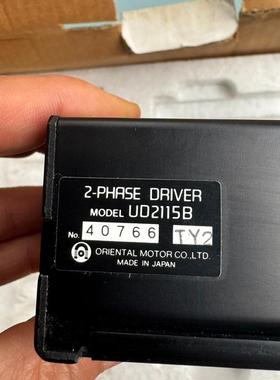 2-PHASE DRIVER
MODEL UD2115B
No. 40766 TY2
ORIENTAL MOTOR CO.,LTD.
MADE IN JAPAN